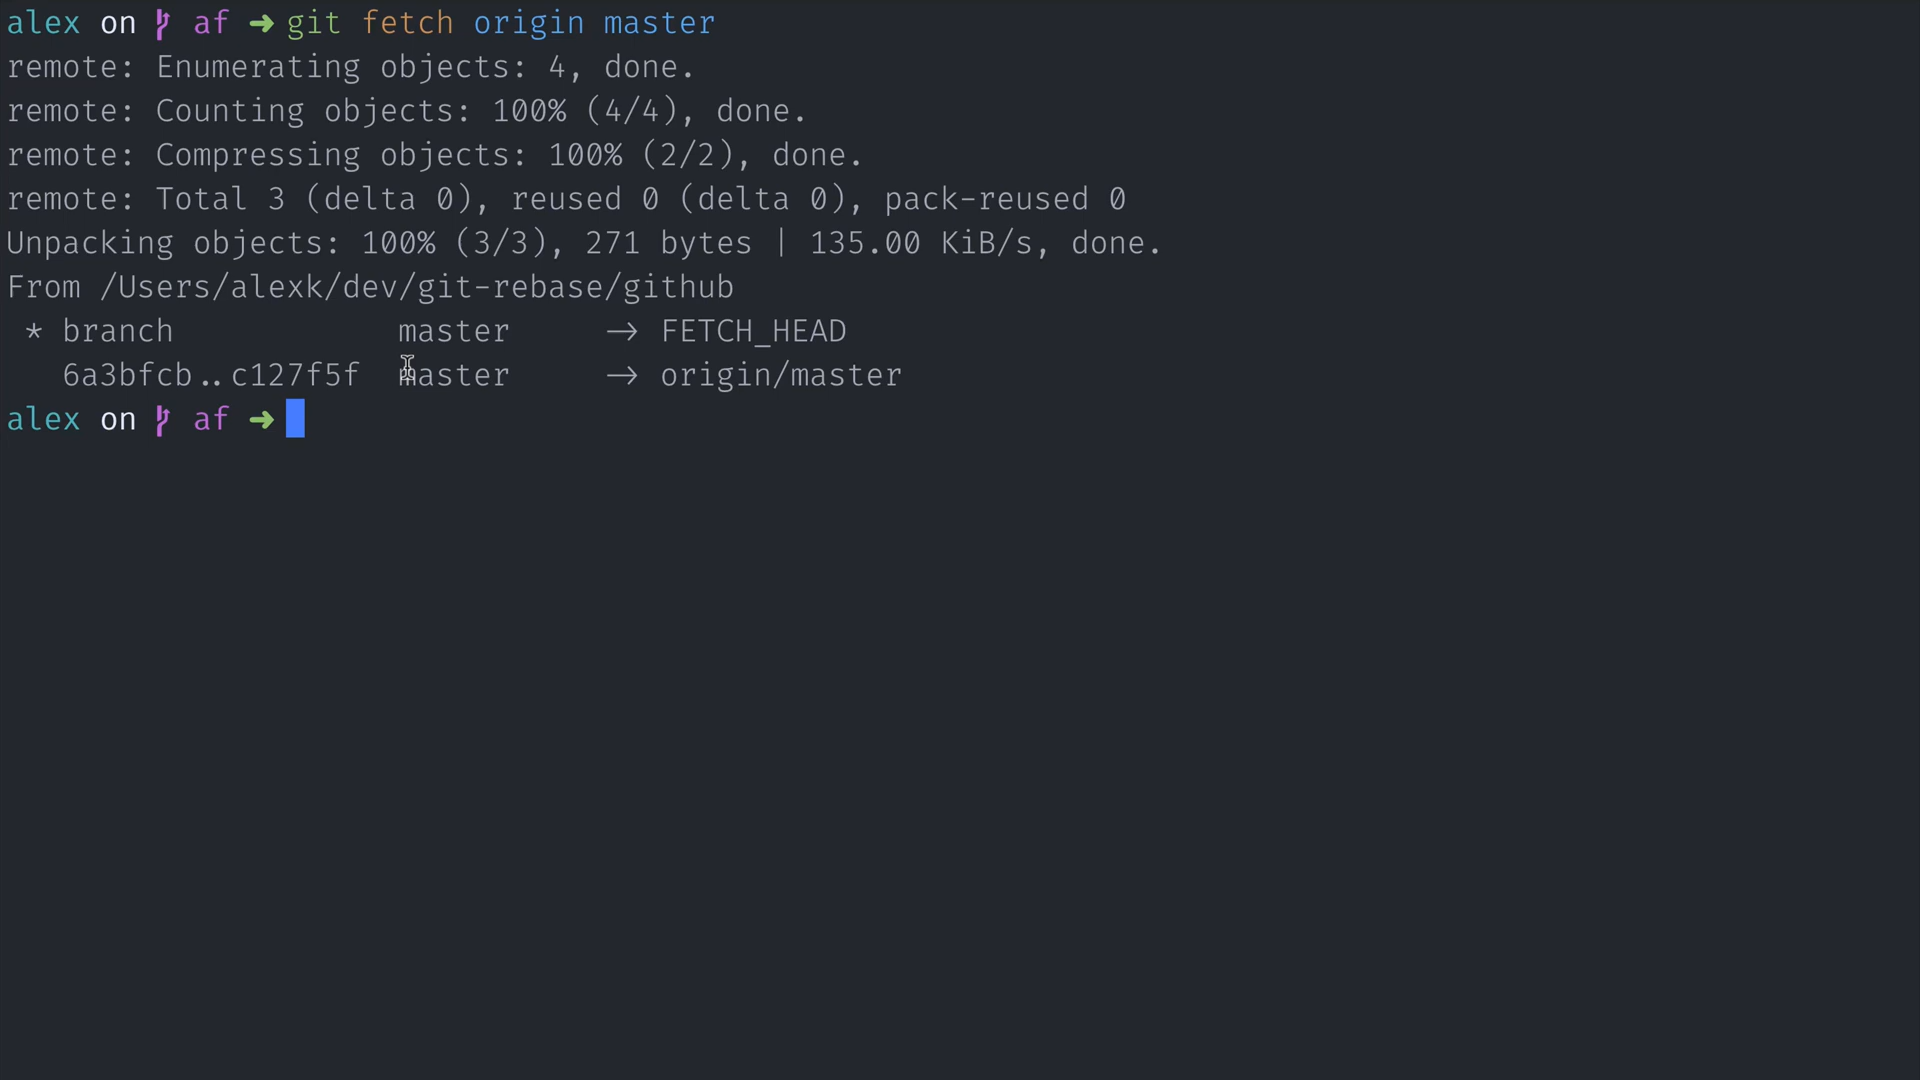 alex on af ➜ git fetch origin master
remote: Enumerating objects: 4, done.
remote: Counting objects: 100% (4/4), done.
remote: Compressing objects: 100% (2/2), done.
remote: Total 3 (delta 0), reused 0 (delta 0), pack-reused 0
Unpacking objects: 100% (3/3), 271 bytes | 135.00 KiB/s, done.
From /Users/alexk/dev/git-rebase/github
 * branch            master     -> FETCH_HEAD
   6a3bfcb..c127f5f  master     -> origin/master
alex on af ➜